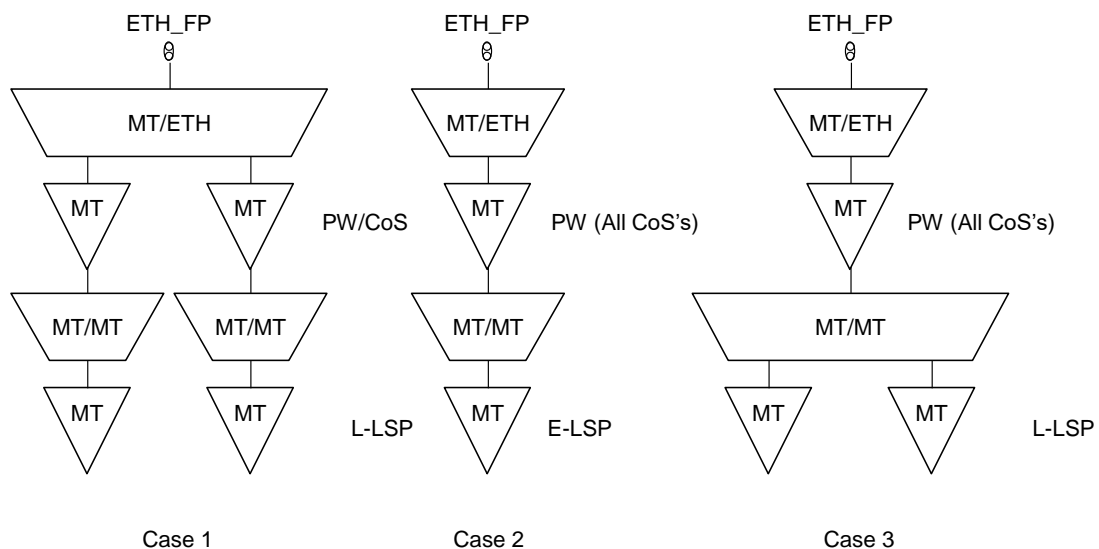 ETH_FP
ETH_FP
ETH_FP
MT/ETH
MT/ETH
MT/ETH
MT
MT
PW/CoS
MT
PW (All CoS's)
MT
PW (All CoS's)
MT/MT
MT/MT
MT/MT
MT/MT
MT
MT
L-LSP
MT
E-LSP
MT
MT
L-LSP
Case 1
Case 2
Case 3